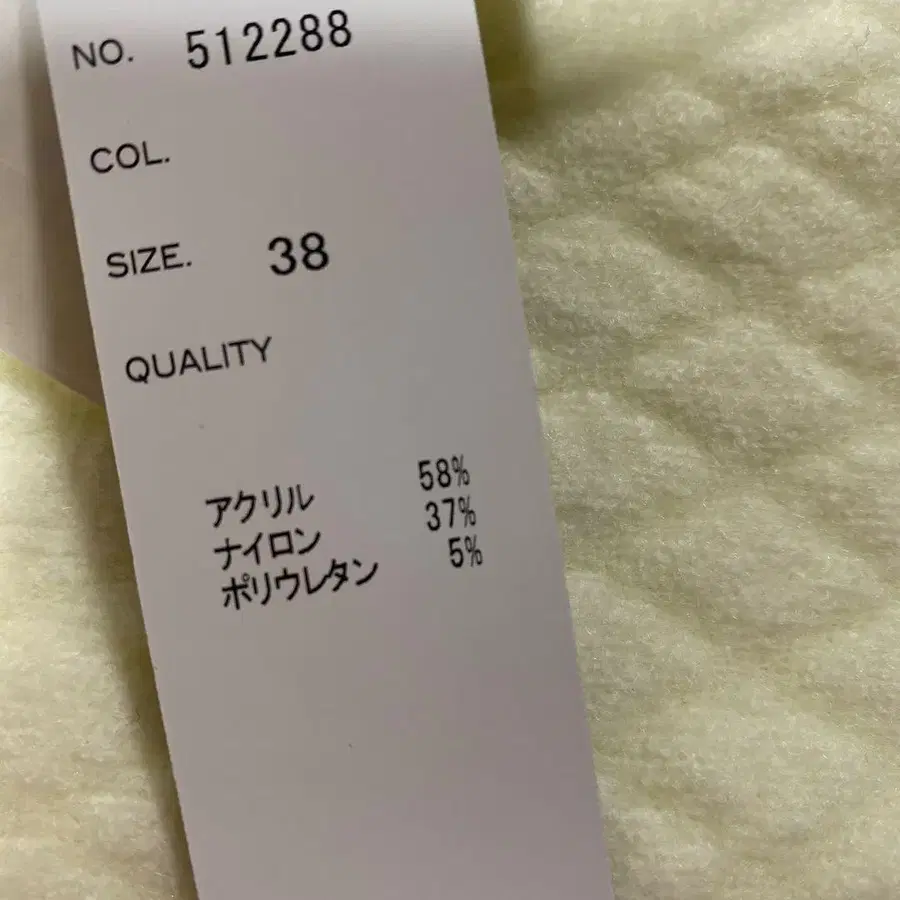 NO. 512288
COL.
SIZE. 38
QUALITY
アクリル 58%
ナイロン 37%
ポリウレタン 5%